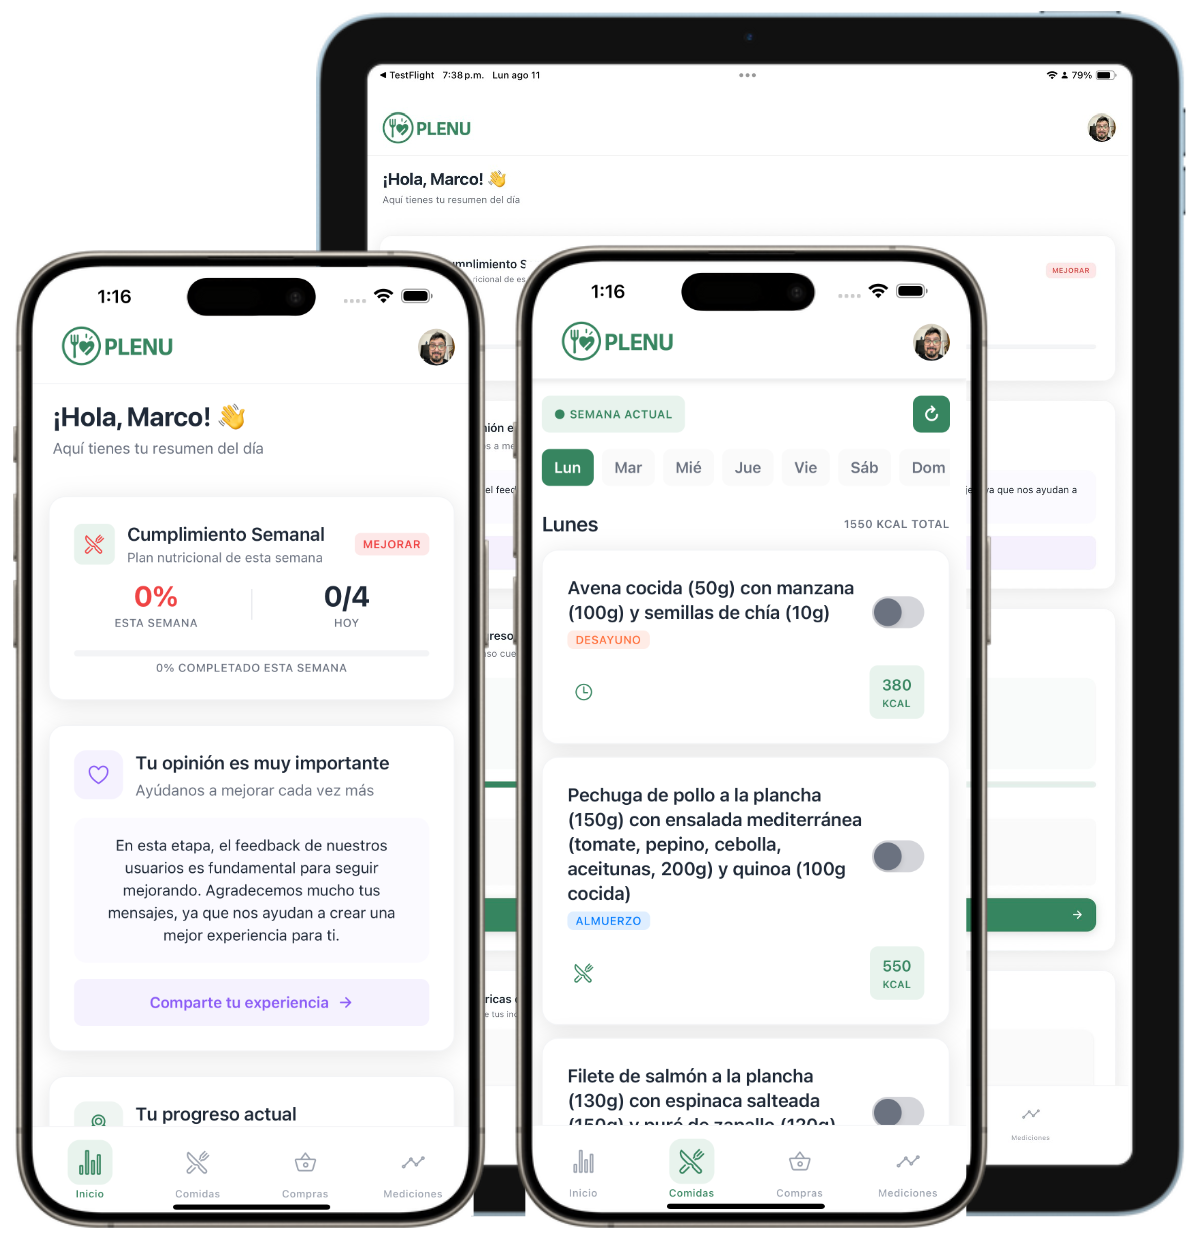 TestFlight 7:38 p.m. Lun ago 11
79%
PLENU
¡Hola, Marco! 👋
Aquí tienes tu resumen del día
MEJORAR
ricional de es
s a me
el feed
ya que nos ayudan a
so cue
ricas
e tus
Mediciones
1:16
PLENU
¡Hola, Marco! 👋
Aquí tienes tu resumen del día
Cumplimiento Semanal
Plan nutricional de esta semana
MEJORAR
0%
ESTA SEMANA
0/4
HOY
0% COMPLETADO ESTA SEMANA
Tu opinión es muy importante
Ayúdanos a mejorar cada vez más
En esta etapa, el feedback de nuestros
usuarios es fundamental para seguir
mejorando. Agradecemos mucho tus
mensajes, ya que nos ayudan a crear una
mejor experiencia para ti.
Comparte tu experiencia →
Tu progreso actual
Inicio
Comidas
Compras
Mediciones
1:16
PLENU
SEMANA ACTUAL
Lun Mar Mié Jue Vie Sáb Dom
Lunes
1550 KCAL TOTAL
Avena cocida (50g) con manzana
(100g) y semillas de chía (10g)
DESAYUNO
380
KCAL
Pechuga de pollo a la plancha
(150g) con ensalada mediterránea
(tomate, pepino, cebolla,
aceitunas, 200g) y quinoa (100g
cocida)
ALMUERZO
550
KCAL
Filete de salmón a la plancha
(130g) con espinaca salteada
(150g) y puré de zapallo (120g)
Inicio
Comidas
Compras
Mediciones